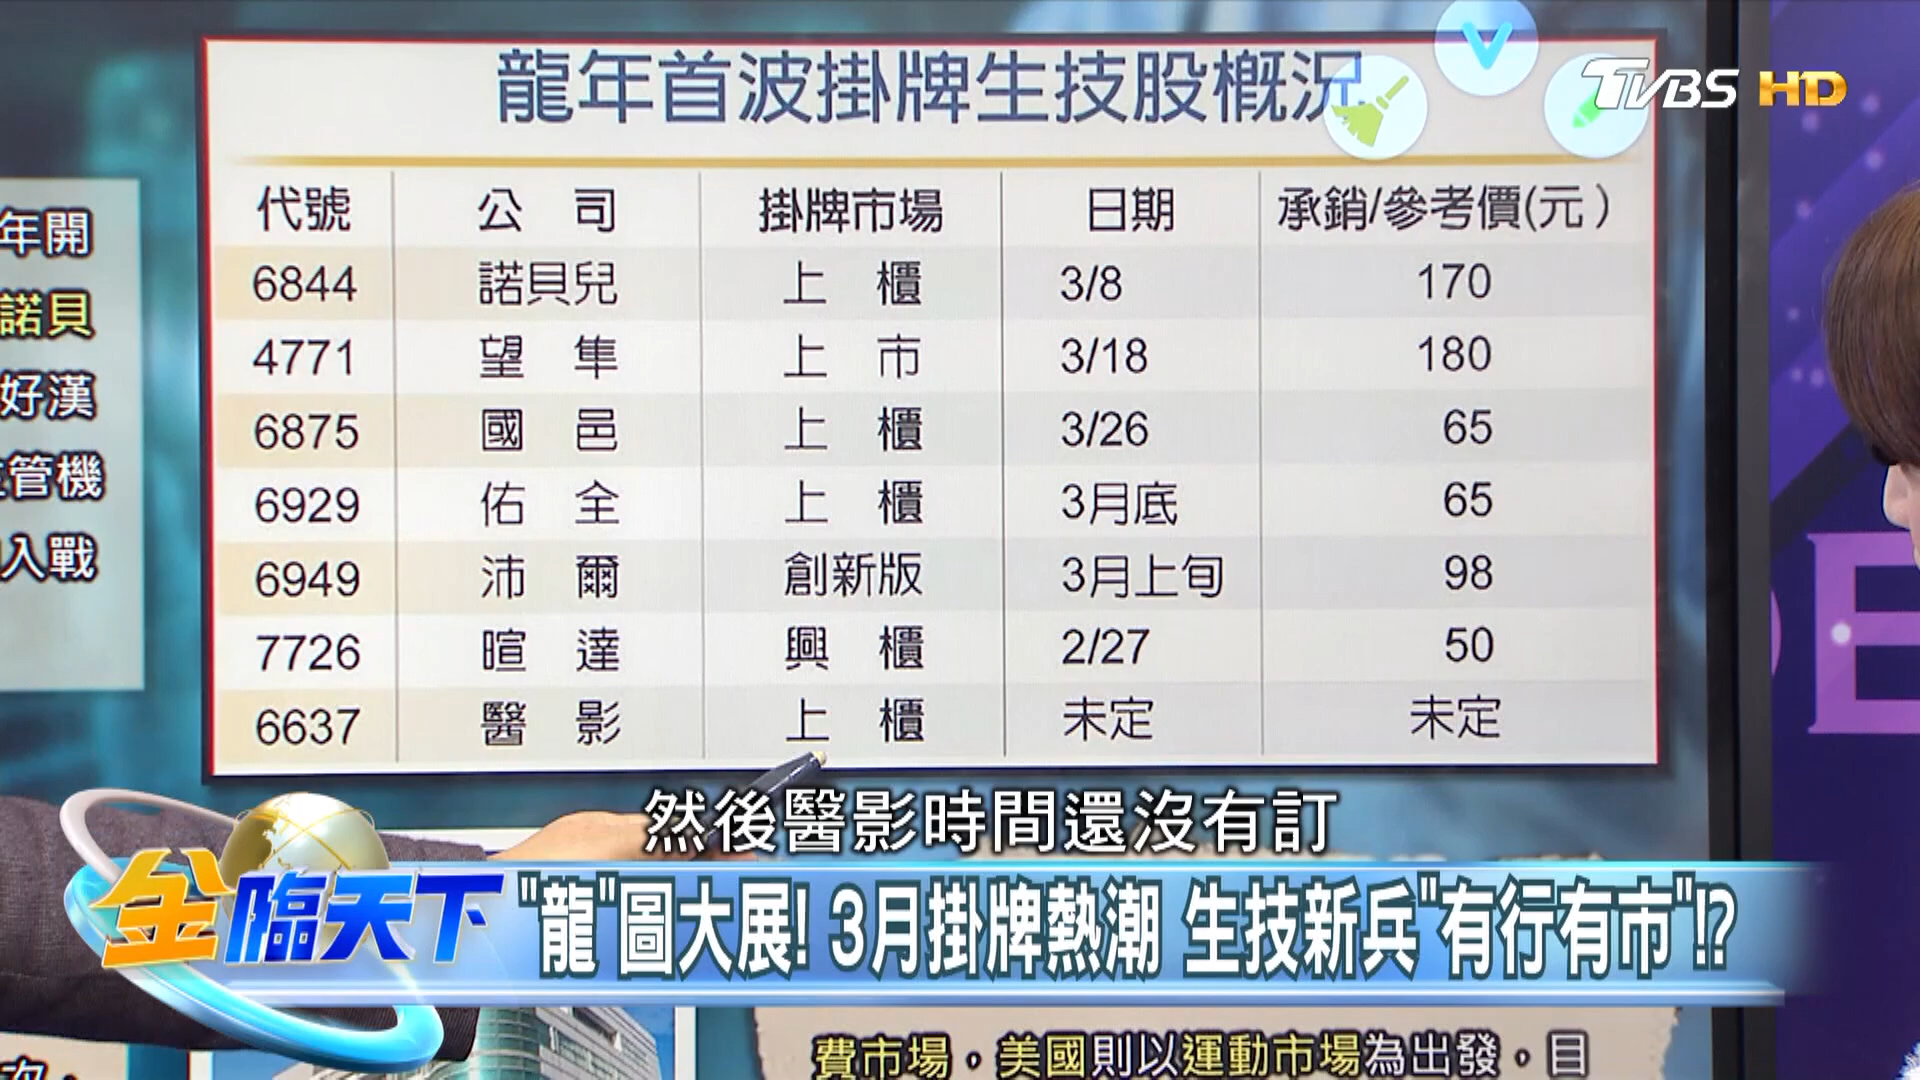 龍年首波掛牌生技股概況
TVBS HD
代號 公司 掛牌市場 日期 承銷/參考價(元)
6844 諾貝兒 上櫃 3/8 170
4771 望隼 上市 3/18 180
6875 國邑 上櫃 3/26 65
6929 佑全 上櫃 3月底 65
6949 沛爾 創新版 3月上旬 98
7726 暄達 興櫃 2/27 50
6637 醫影 上櫃 未定 未定
年開
諾貝
好漢
管機
入戰
然後醫影時間還沒有訂
金臨天下
"龍"圖大展! 3月掛牌熱潮 生技新兵"有行有市"!?
費市場，美國則以運動市場為出發，目